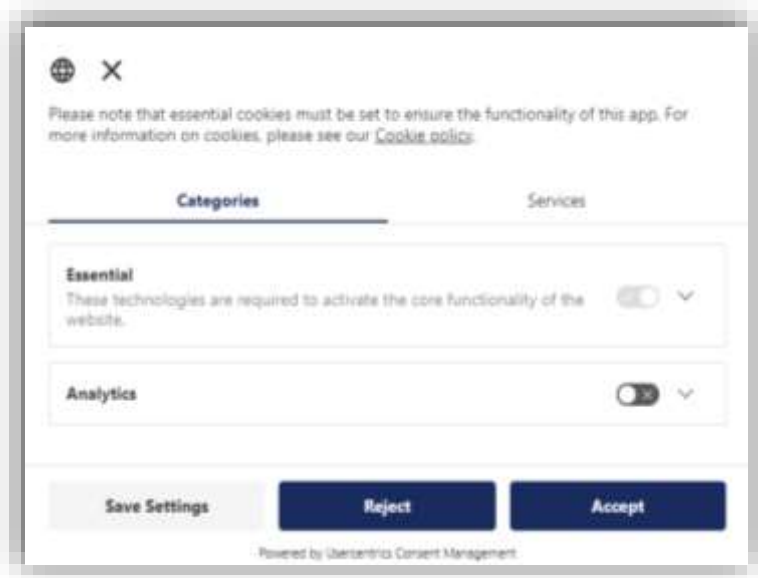 Please note that essential cookies must be set to ensure the functionality of this app. For
more information on cookies, please see our Cookie policy.
Categories
Services
Essential
These technologies are required to activate the core functionality of the
website.
Analytics
Save Settings
Reject
Accept
Powered by Usercentrics Consent Management